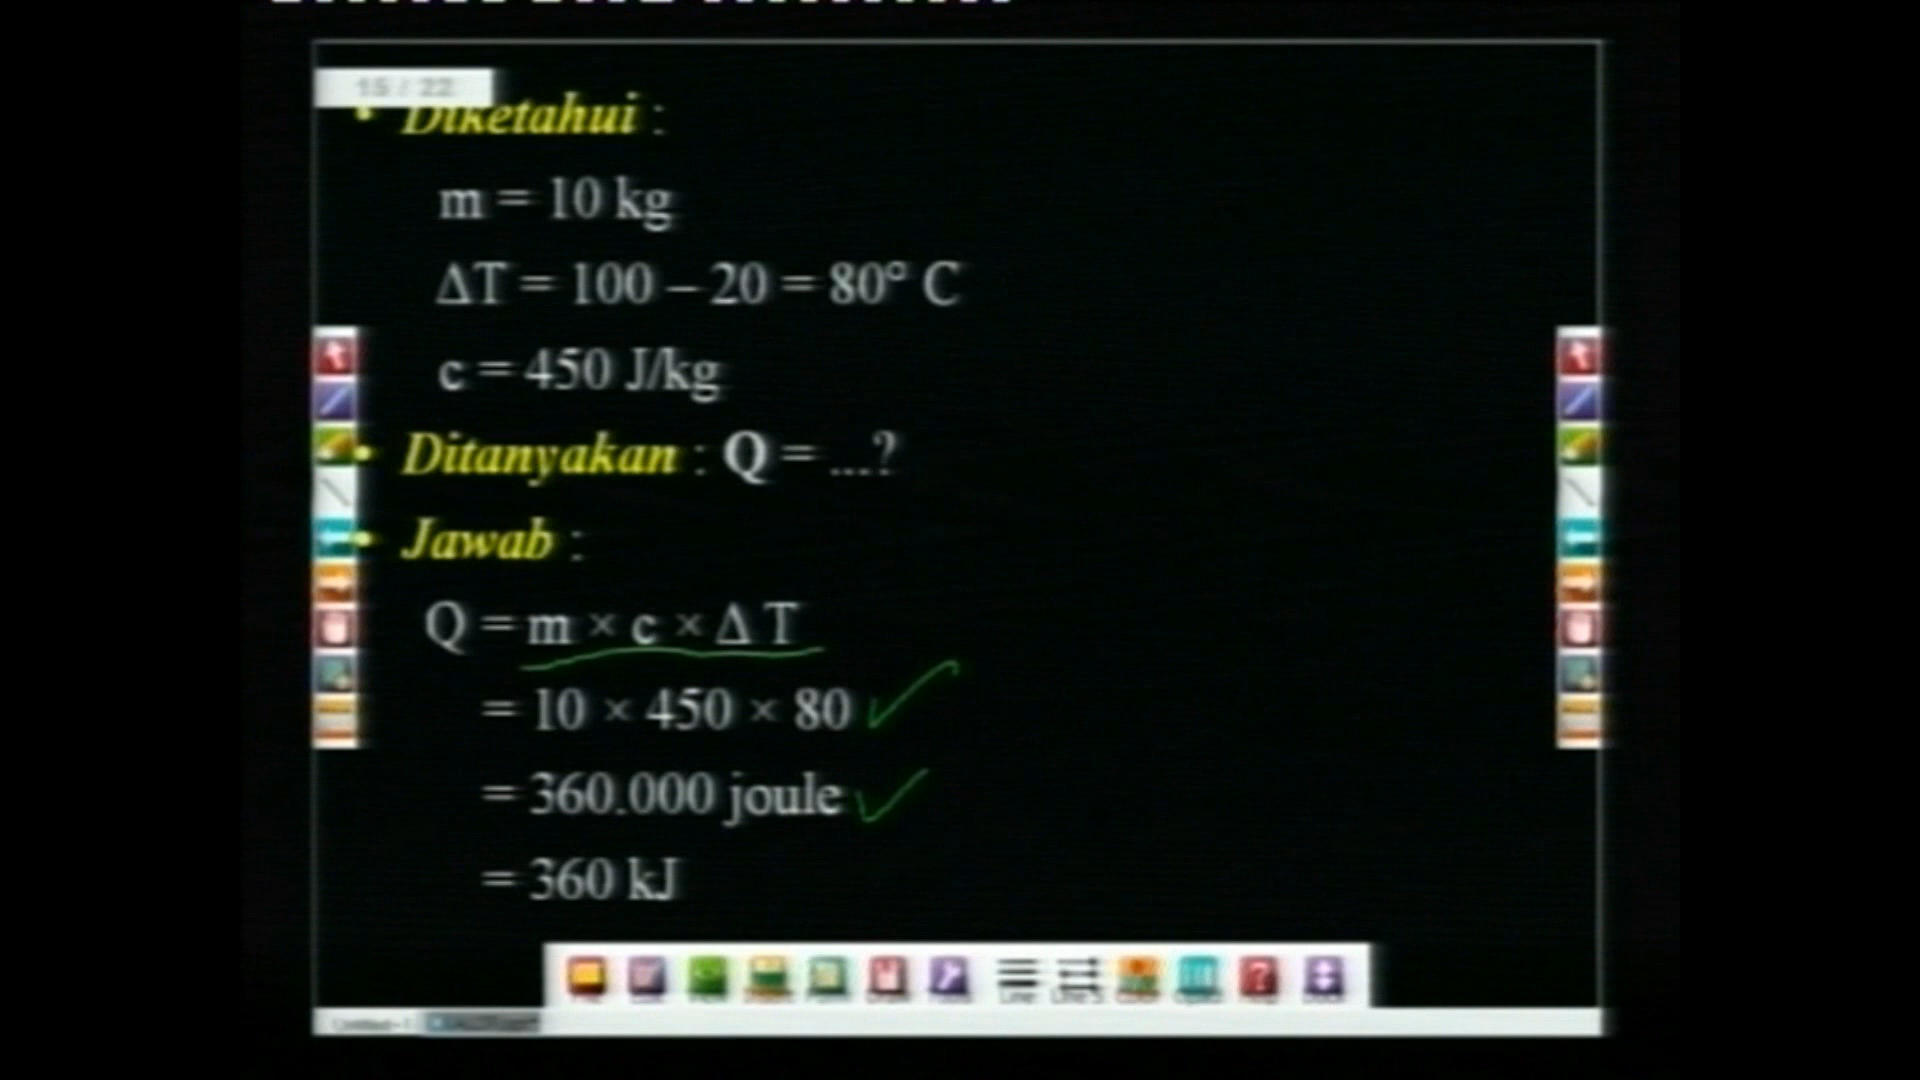 15 / 22
Diketahui :
m = 10 kg
ΔT = 100 – 20 = 80° C
c = 450 J/kg
Ditanyakan : Q = ...?
Jawab :
Q = m × c × Δ T
= 10 × 450 × 80
= 360.000 joule
= 360 kJ